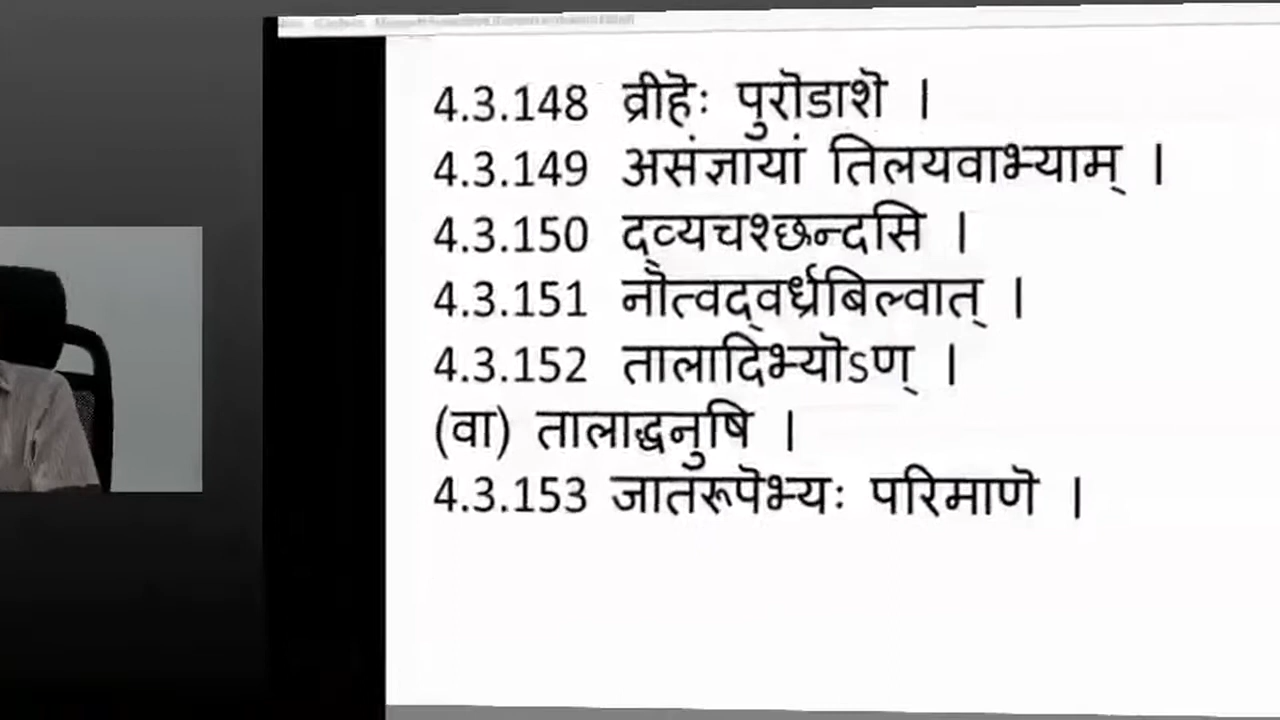 4.3.148 व्रीहॆः पुरॊडाशॆ ।
4.3.149 असंज्ञायां तिलयवाभ्याम् ।
4.3.150 द्व्यचश्छन्दसि ।
4.3.151 नॊत्वद्वर्ध्रबिल्वात् ।
4.3.152 तालादिभ्यॊऽण् ।
(वा) तालाद्धनुषि ।
4.3.153 जातरूपॆभ्यः परिमाणॆ ।